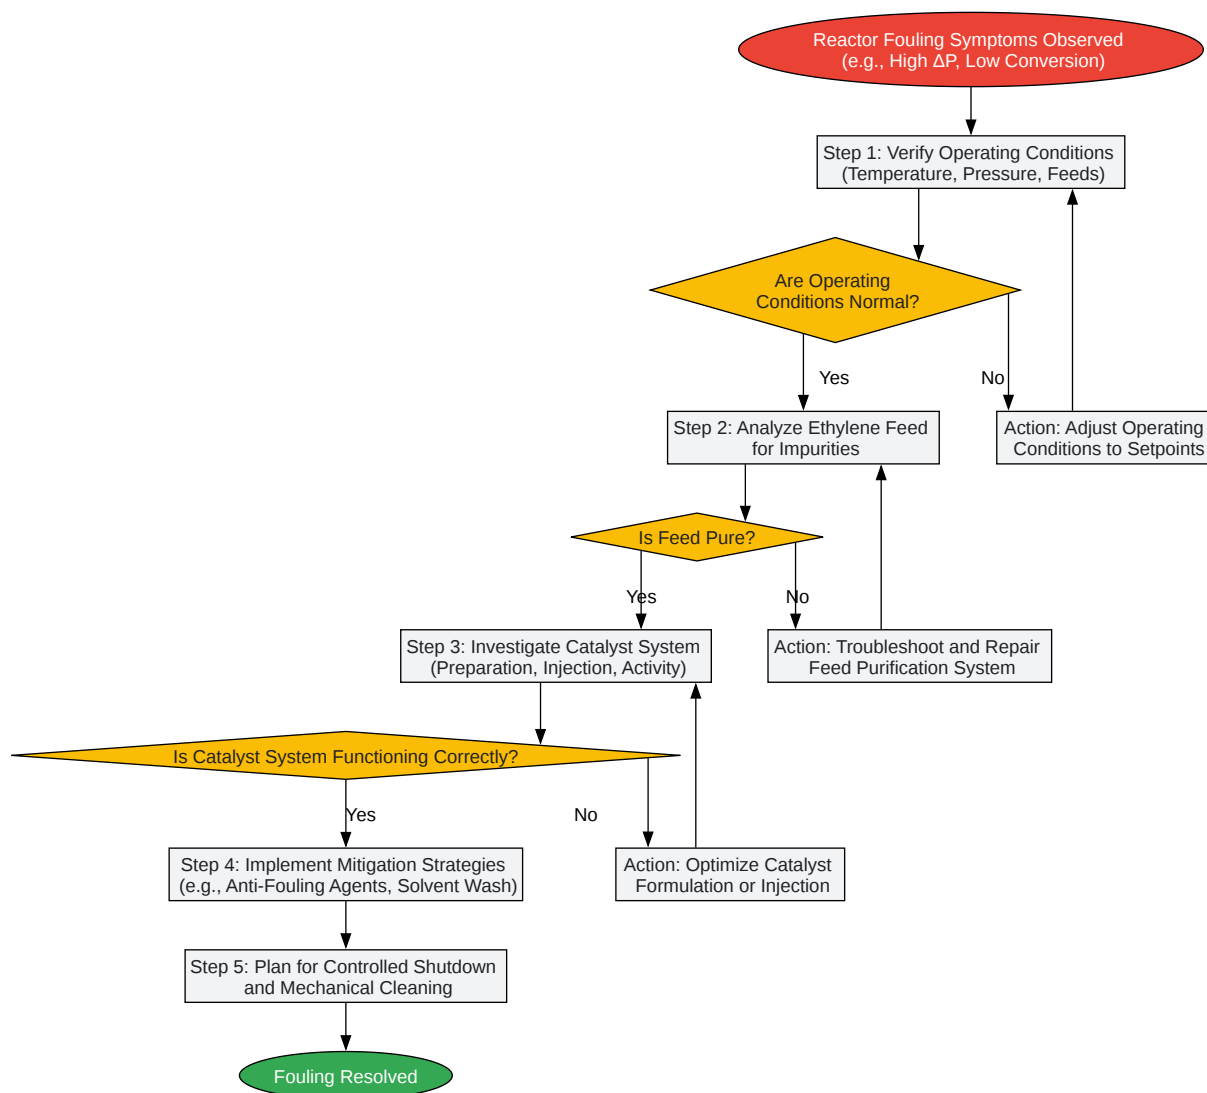 Reactor Fouling Symptoms Observed
(e.g., High ΔP, Low Conversion)
Step 1: Verify Operating Conditions
(Temperature, Pressure, Feeds)
Are Operating
Conditions Normal?
Yes
No
Step 2: Analyze Ethylene Feed
for Impurities
Action: Adjust Operating
Conditions to Setpoints
Is Feed Pure?
Yes
No
Step 3: Investigate Catalyst System
(Preparation, Injection, Activity)
Action: Troubleshoot and Repair
Feed Purification System
Is Catalyst System Functioning Correctly?
Yes
No
Step 4: Implement Mitigation Strategies
(e.g., Anti-Fouling Agents, Solvent Wash)
Action: Optimize Catalyst
Formulation or Injection
Step 5: Plan for Controlled Shutdown
and Mechanical Cleaning
Fouling Resolved